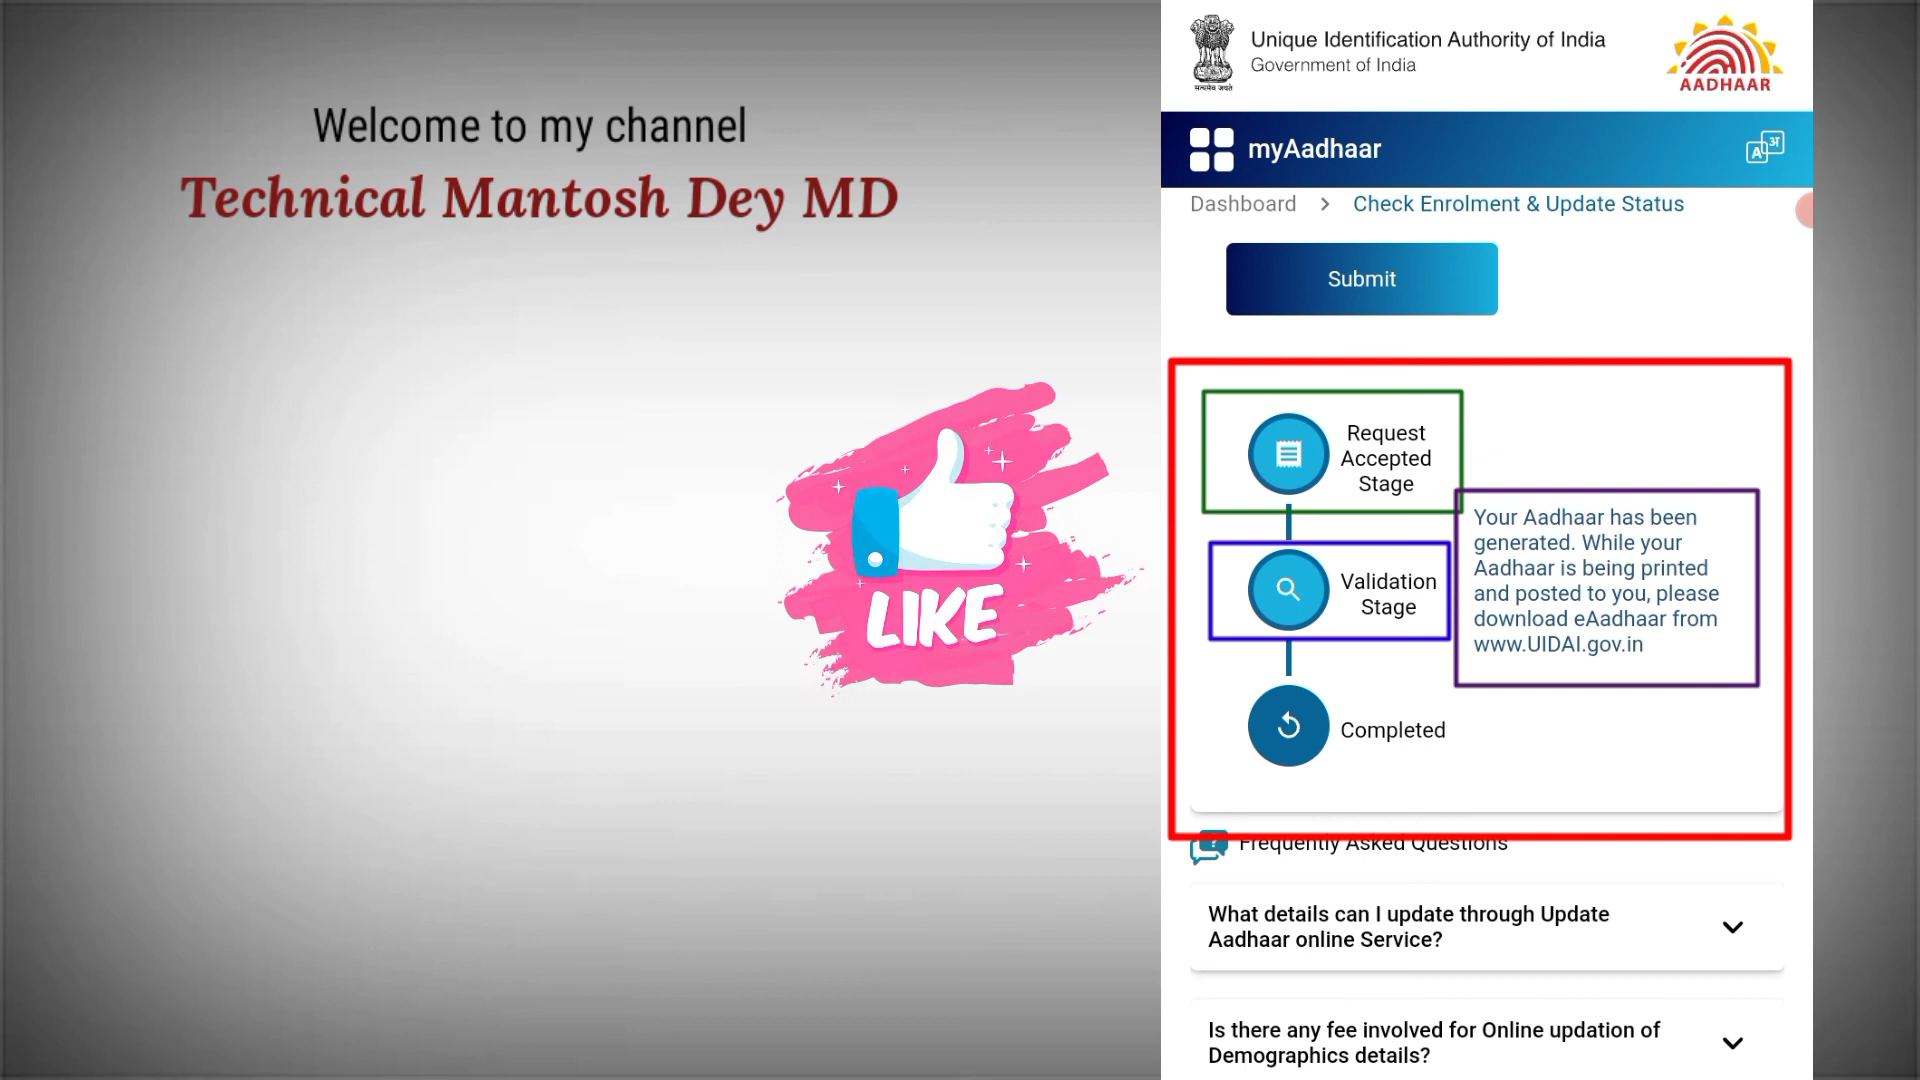 Welcome to my channel
Technical Mantosh Dey MD
LIKE
Unique Identification Authority of India
Government of India
सत्यमेव जयते
AADHAAR
myAadhaar
A अ
Dashboard > Check Enrolment & Update Status
Submit
Request
Accepted
Stage
Your Aadhaar has been
generated. While your
Aadhaar is being printed
and posted to you, please
download eAadhaar from
www.UIDAI.gov.in
Validation
Stage
Completed
Frequently Asked Questions
What details can I update through Update
Aadhaar online Service?
Is there any fee involved for Online updation of
Demographics details?